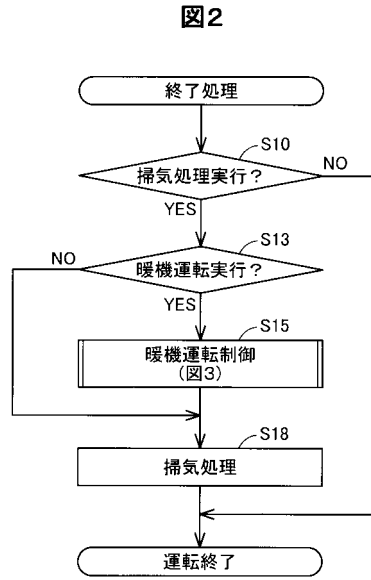 図2
終了処理
S10
掃気処理実行？
NO
YES
S13
NO
暖機運転実行？
YES
S15
暖機運転制御
(図3)
S18
掃気処理
運転終了